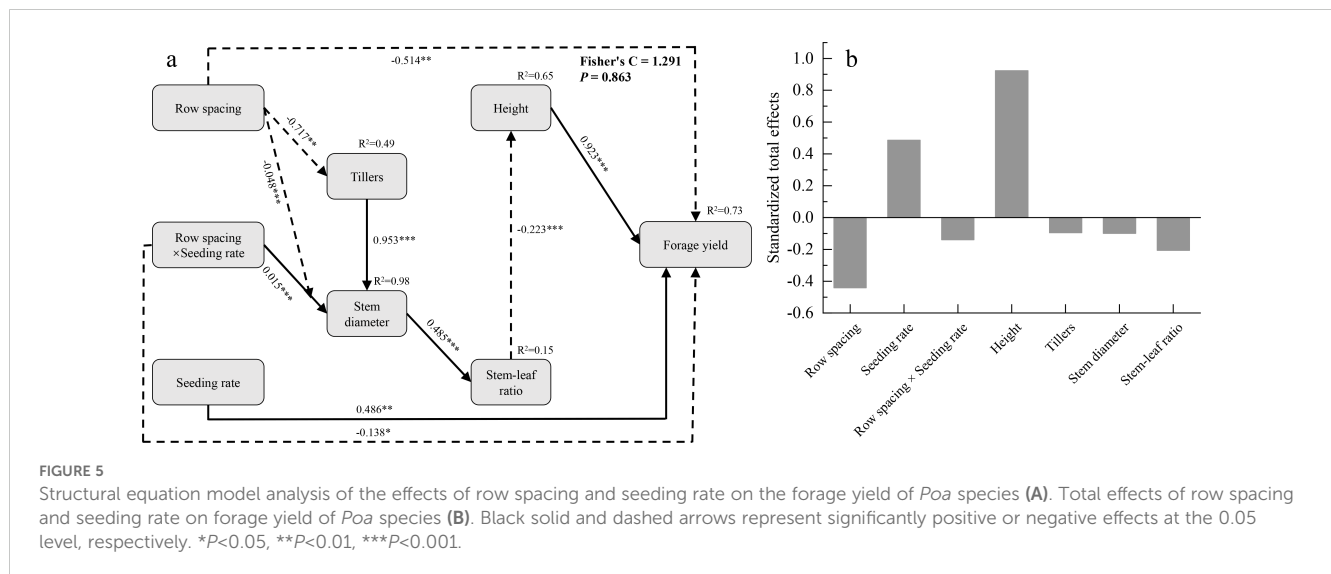 a
-0.514**
Fisher's C = 1.291
P = 0.863
R²=0.65
Row spacing
Height
-0.717**
R²=0.49
0.923***
-0.048***
Tillers
R²=0.73
Row spacing
×Seeding rate
0.953***
-0.223***
Forage yield
0.015***
R²=0.98
Stem
diameter
0.485***
R²=0.15
Seeding rate
Stem-leaf
ratio
0.486**
-0.138*
b
Standardized total effects
1.0
0.8
0.6
0.4
0.2
0.0
-0.2
-0.4
-0.6
Row spacing
Seeding rate
Row spacing × Seeding rate
Height
Tillers
Stem diameter
Stem-leaf ratio
FIGURE 5
Structural equation model analysis of the effects of row spacing and seeding rate on the forage yield of Poa species (A). Total effects of row spacing
and seeding rate on forage yield of Poa species (B). Black solid and dashed arrows represent significantly positive or negative effects at the 0.05
level, respectively. *P<0.05, **P<0.01, ***P<0.001.